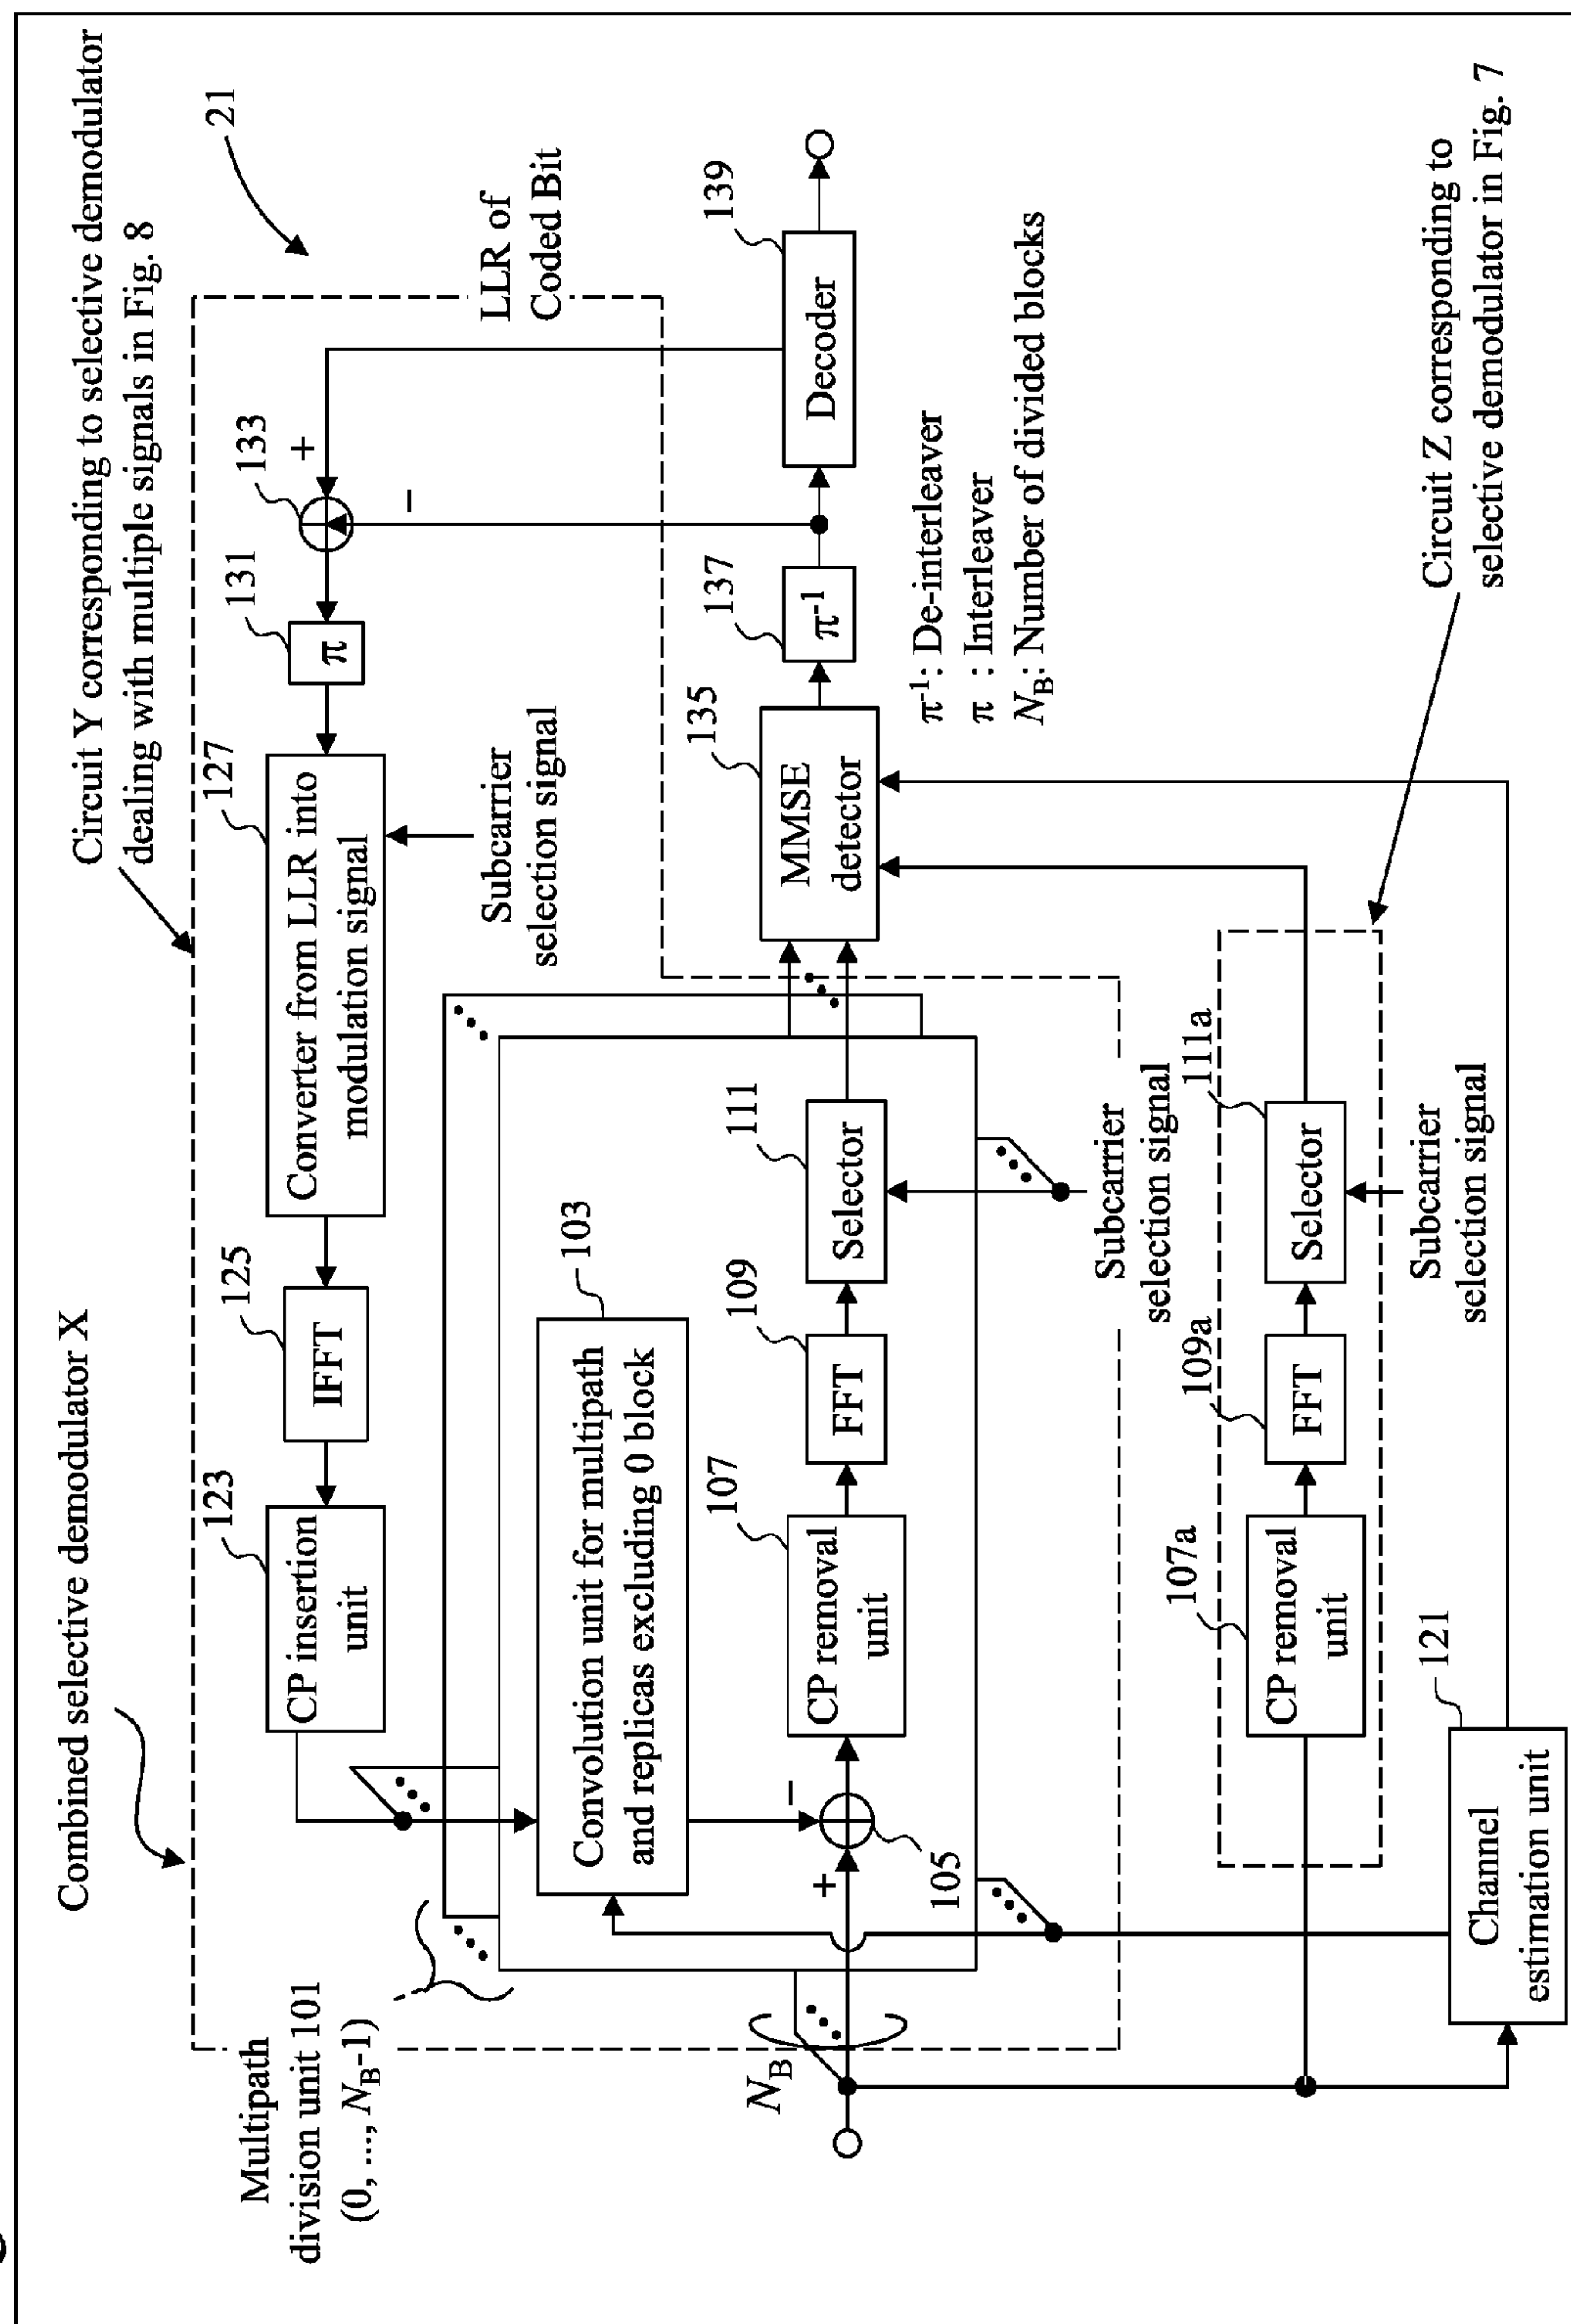 Combined selective demodulator X
Circuit Y corresponding to selective demodulator
dealing with multiple signals in Fig. 8
21
123
CP insertion
unit
125
IFFT
127
Converter from LLR into
modulation signal
131
π
133
+
−
Subcarrier
selection signal
LLR of
Coded Bit
Multipath
division unit 101
(0, ..., NB-1)
103
Convolution unit for multipath
and replicas excluding 0 block
−
+
105
107
CP removal
unit
109
FFT
111
Selector
135
MMSE
detector
137
π-1
139
Decoder
NB
π-1: De-interleaver
π : Interleaver
NB: Number of divided blocks
Subcarrier
selection signal
107a
CP removal
unit
109a
FFT
111a
Selector
Subcarrier
selection signal
Circuit Z corresponding to
selective demodulator in Fig. 7
121
Channel
estimation unit